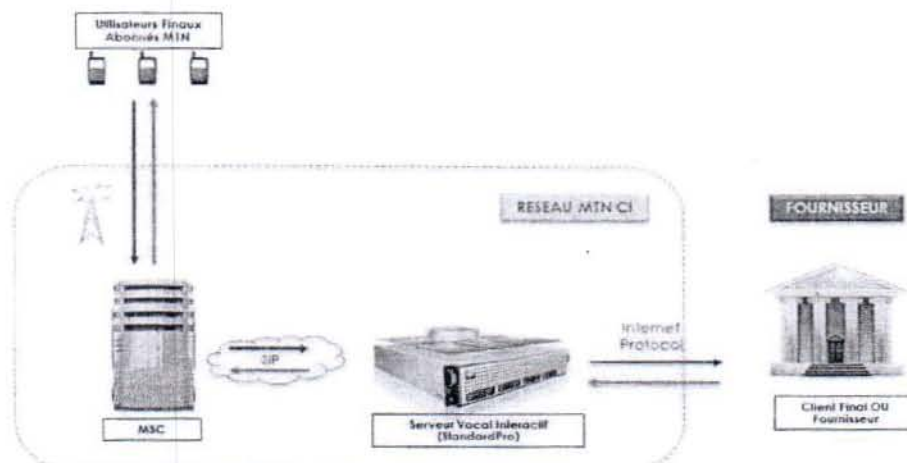 Utilisateurs Finaux
Abonnés MTN
RESEAU MTN CI
FOURNISSEUR
Internet
Protocol
SIP
MSC
Serveur Vocal Interactif
(StandardPro)
Client Final OU
Fournisseur